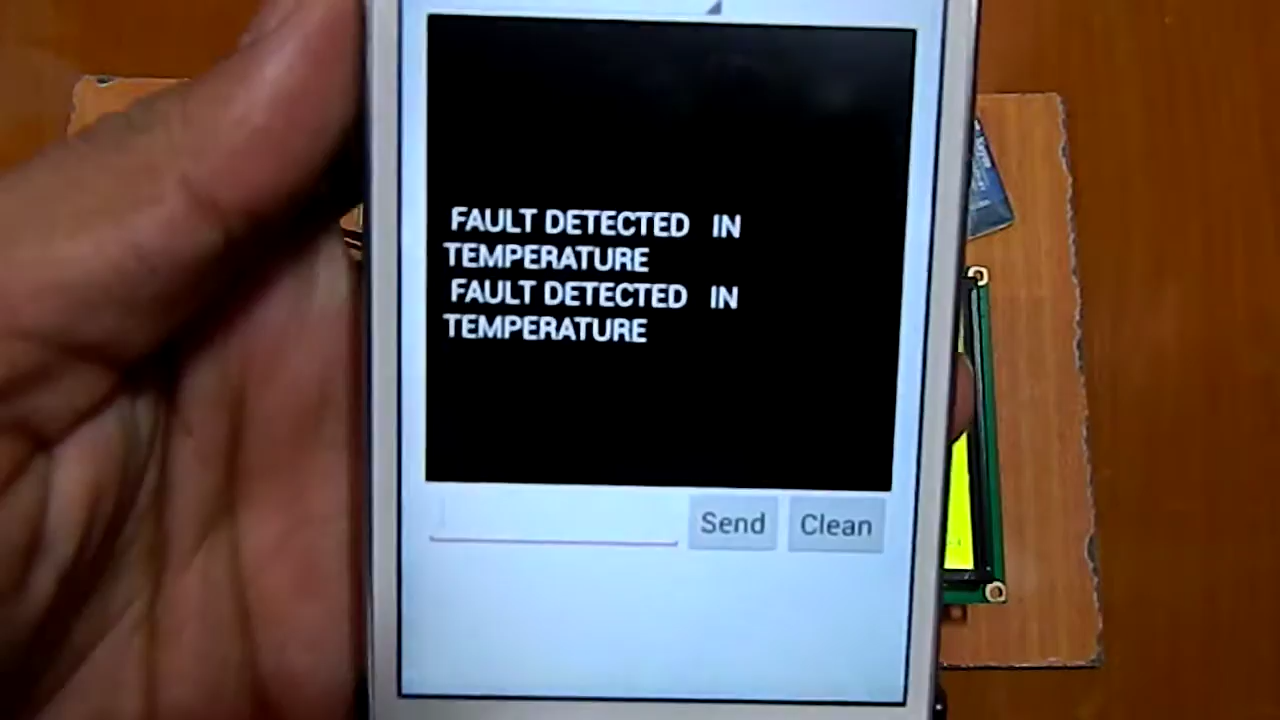 FAULT DETECTED IN
TEMPERATURE
FAULT DETECTED IN
TEMPERATURE
Send Clean